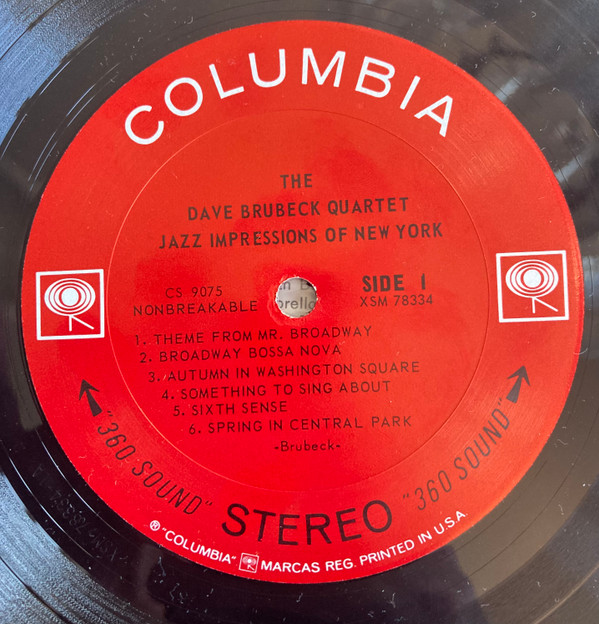 COLUMBIA
THE
DAVE BRUBECK QUARTET
JAZZ IMPRESSIONS OF NEW YORK
CS 9075
NONBREAKABLE
SIDE 1
XSM 78334
1. THEME FROM MR. BROADWAY
2. BROADWAY BOSSA NOVA
3. AUTUMN IN WASHINGTON SQUARE
4. SOMETHING TO SING ABOUT
5. SIXTH SENSE
6. SPRING IN CENTRAL PARK
-Brubeck-
"360 SOUND" STEREO "360 SOUND"
® "COLUMBIA" MARCAS REG. PRINTED IN U.S.A.